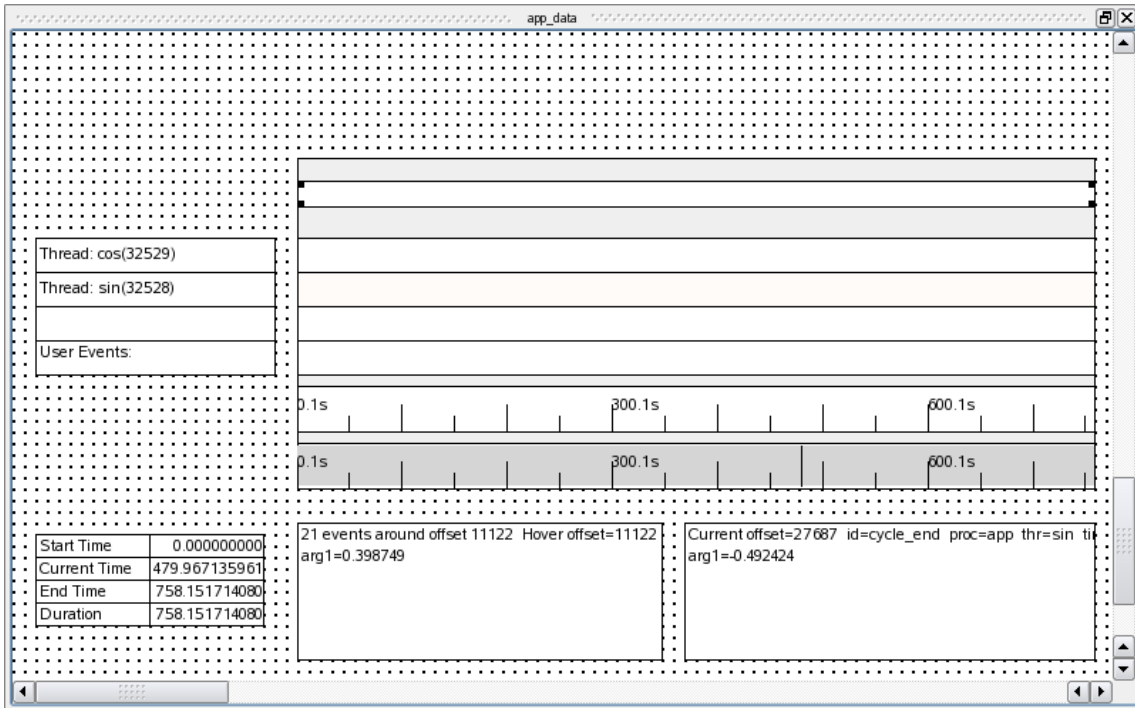 app_data
Thread: cos(32529)
Thread: sin(32528)
User Events:
0.1s 300.1s 600.1s
0.1s 300.1s 600.1s
Start Time 0.000000000
Current Time 479.967135961
End Time 758.151714080
Duration 758.151714080
21 events around offset 11122 Hover offset=11122
arg1=0.398749
Current offset=27687 id=cycle_end proc=app thr=sin
arg1=-0.492424